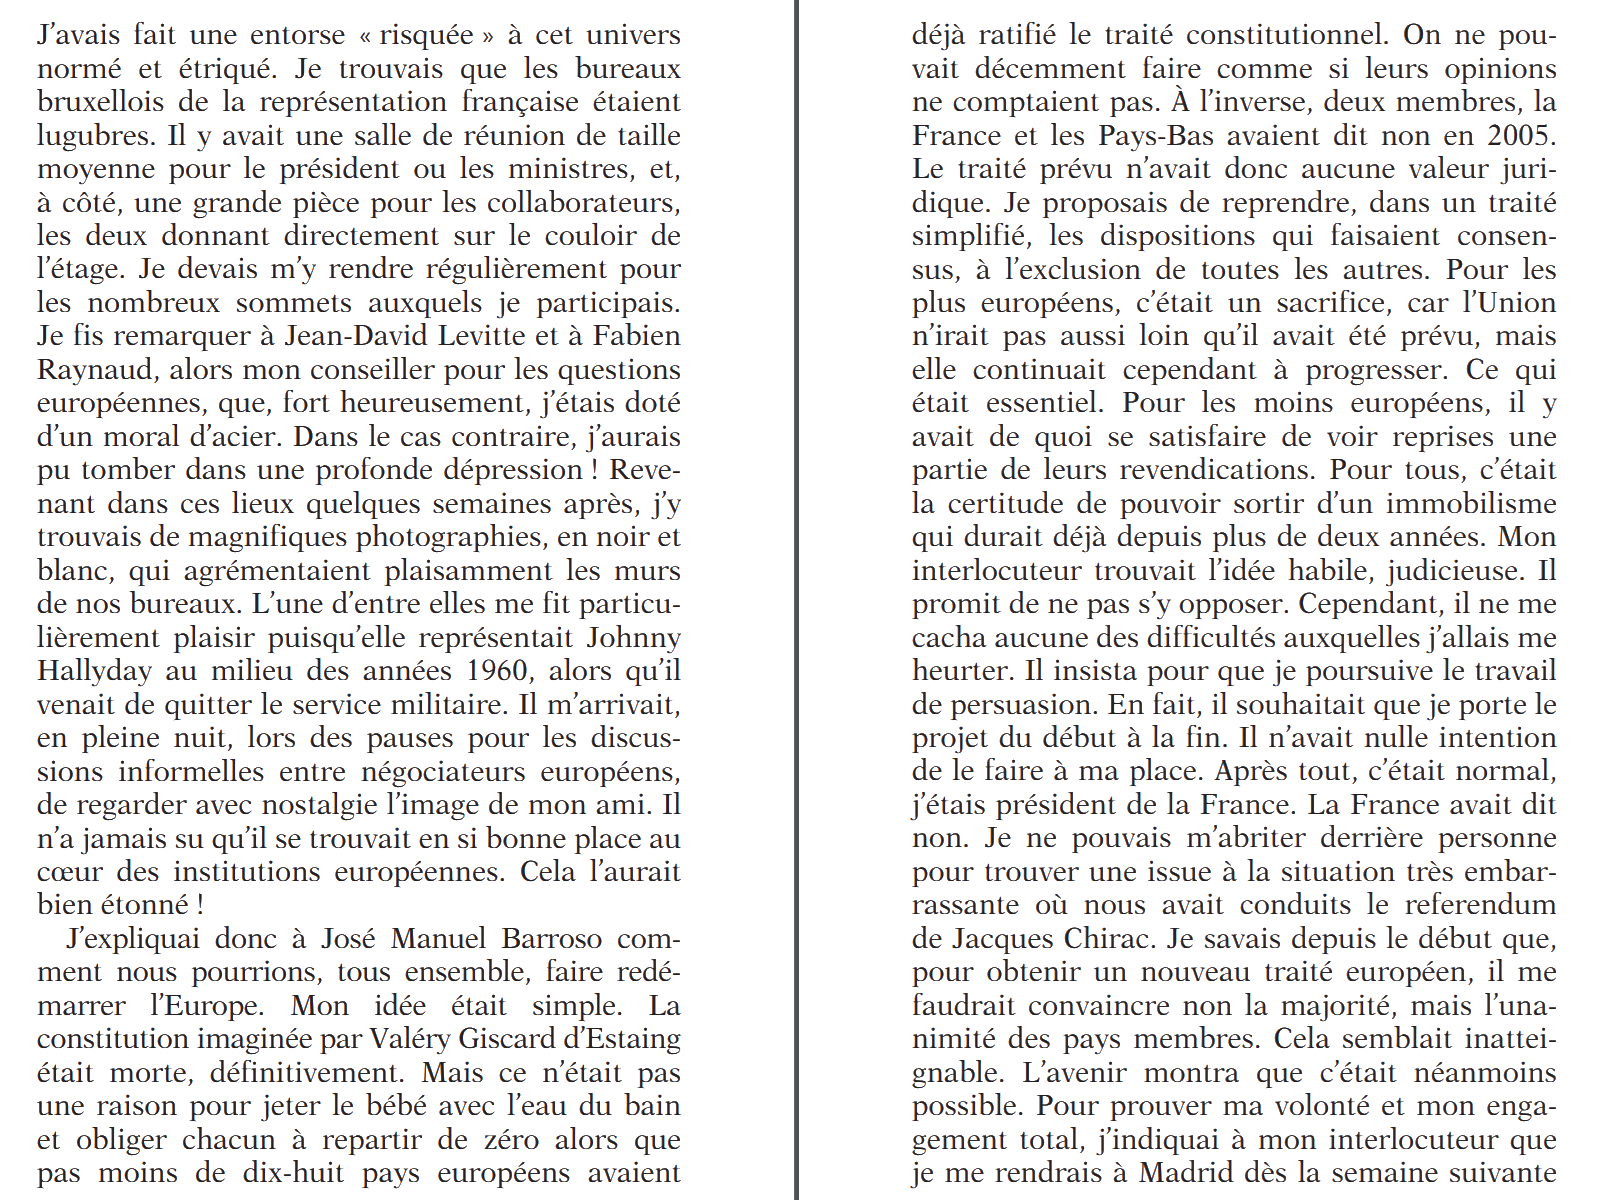 J’avais fait une entorse « risquée » à cet univers
normé et étriqué. Je trouvais que les bureaux
bruxellois de la représentation française étaient
lugubres. Il y avait une salle de réunion de taille
moyenne pour le président ou les ministres, et,
à côté, une grande pièce pour les collaborateurs,
les deux donnant directement sur le couloir de
l’étage. Je devais m’y rendre régulièrement pour
les nombreux sommets auxquels je participais.
Je fis remarquer à Jean-David Levitte et à Fabien
Raynaud, alors mon conseiller pour les questions
européennes, que, fort heureusement, j’étais doté
d’un moral d’acier. Dans le cas contraire, j’aurais
pu tomber dans une profonde dépression ! Reve-
nant dans ces lieux quelques semaines après, j’y
trouvais de magnifiques photographies, en noir et
blanc, qui agrémentaient plaisamment les murs
de nos bureaux. L’une d’entre elles me fit particu-
lièrement plaisir puisqu’elle représentait Johnny
Hallyday au milieu des années 1960, alors qu’il
venait de quitter le service militaire. Il m’arrivait,
en pleine nuit, lors des pauses pour les discus-
sions informelles entre négociateurs européens,
de regarder avec nostalgie l’image de mon ami. Il
n’a jamais su qu’il se trouvait en si bonne place au
cœur des institutions européennes. Cela l’aurait
bien étonné !
J’expliquai donc à José Manuel Barroso com-
ment nous pourrions, tous ensemble, faire redé-
marrer l’Europe. Mon idée était simple. La
constitution imaginée par Valéry Giscard d’Estaing
était morte, définitivement. Mais ce n’était pas
une raison pour jeter le bébé avec l’eau du bain
et obliger chacun à repartir de zéro alors que
pas moins de dix-huit pays européens avaient
déjà ratifié le traité constitutionnel. On ne pou-
vait décemment faire comme si leurs opinions
ne comptaient pas. À l’inverse, deux membres, la
France et les Pays-Bas avaient dit non en 2005.
Le traité prévu n’avait donc aucune valeur juri-
dique. Je proposais de reprendre, dans un traité
simplifié, les dispositions qui faisaient consen-
sus, à l’exclusion de toutes les autres. Pour les
plus européens, c’était un sacrifice, car l’Union
n’irait pas aussi loin qu’il avait été prévu, mais
elle continuait cependant à progresser. Ce qui
était essentiel. Pour les moins européens, il y
avait de quoi se satisfaire de voir reprises une
partie de leurs revendications. Pour tous, c’était
la certitude de pouvoir sortir d’un immobilisme
qui durait déjà depuis plus de deux années. Mon
interlocuteur trouvait l’idée habile, judicieuse. Il
promit de ne pas s’y opposer. Cependant, il ne me
cacha aucune des difficultés auxquelles j’allais me
heurter. Il insista pour que je poursuive le travail
de persuasion. En fait, il souhaitait que je porte le
projet du début à la fin. Il n’avait nulle intention
de le faire à ma place. Après tout, c’était normal,
j’étais président de la France. La France avait dit
non. Je ne pouvais m’abriter derrière personne
pour trouver une issue à la situation très embar-
rassante où nous avait conduits le referendum
de Jacques Chirac. Je savais depuis le début que,
pour obtenir un nouveau traité européen, il me
faudrait convaincre non la majorité, mais l’una-
nimité des pays membres. Cela semblait inattei-
gnable. L’avenir montra que c’était néanmoins
possible. Pour prouver ma volonté et mon enga-
gement total, j’indiquai à mon interlocuteur que
je me rendrais à Madrid dès la semaine suivante